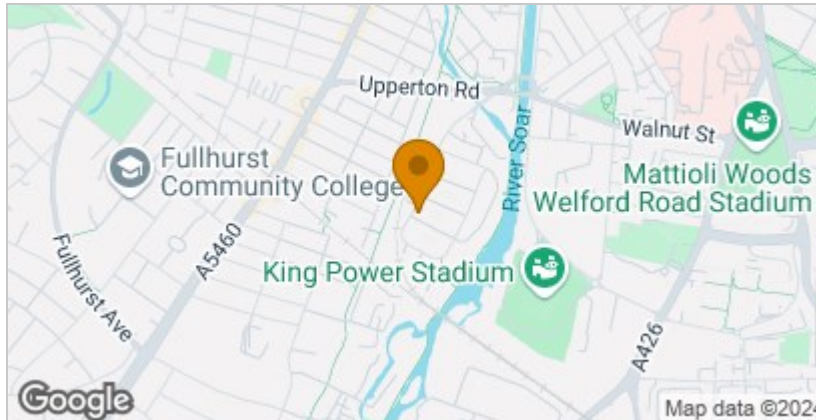 Upperton Rd
Walnut St
River Soar
Fullhurst
Community College
Mattioli Woods
Welford Road Stadium
Fullhurst Ave
A5460
King Power Stadium
A426
Google
Map data ©2024